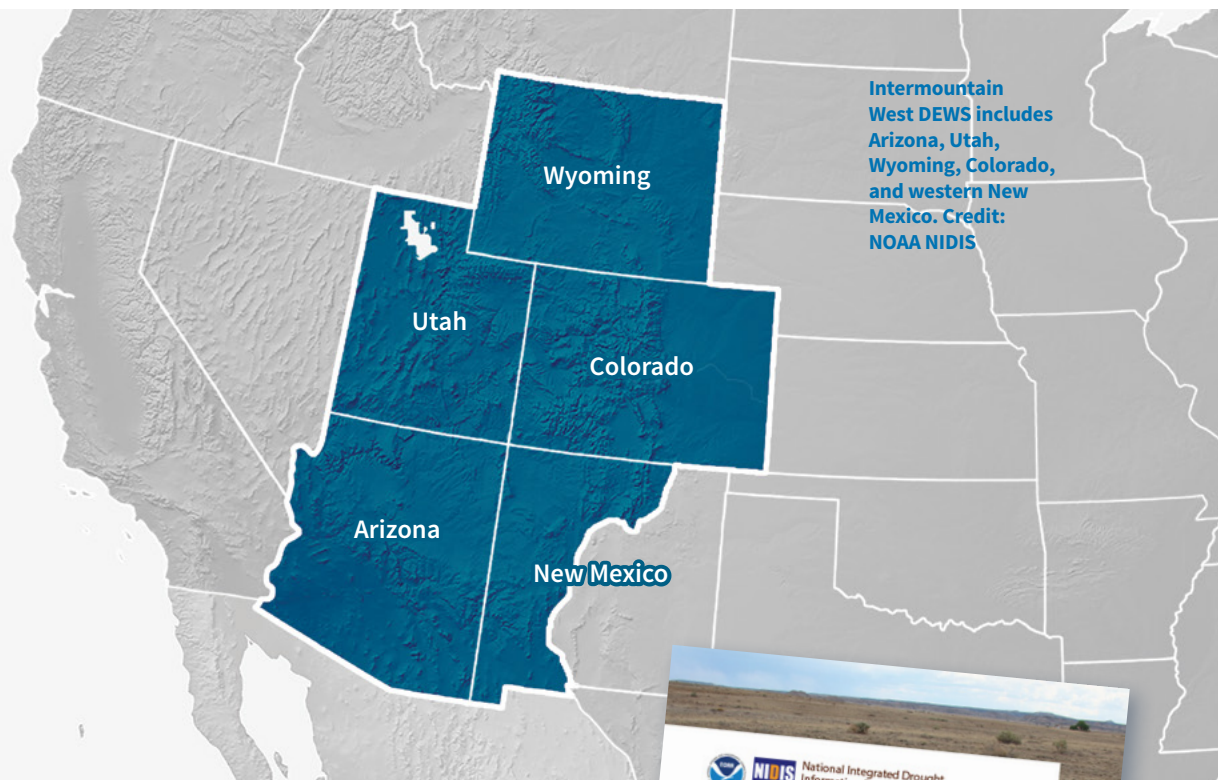 Intermountain
West DEWS includes
Arizona, Utah,
Wyoming, Colorado,
and western New
Mexico. Credit:
NOAA NIDIS
Wyoming
Utah
Colorado
Arizona
New Mexico
NOAA
NIDIS
National Integrated Drought